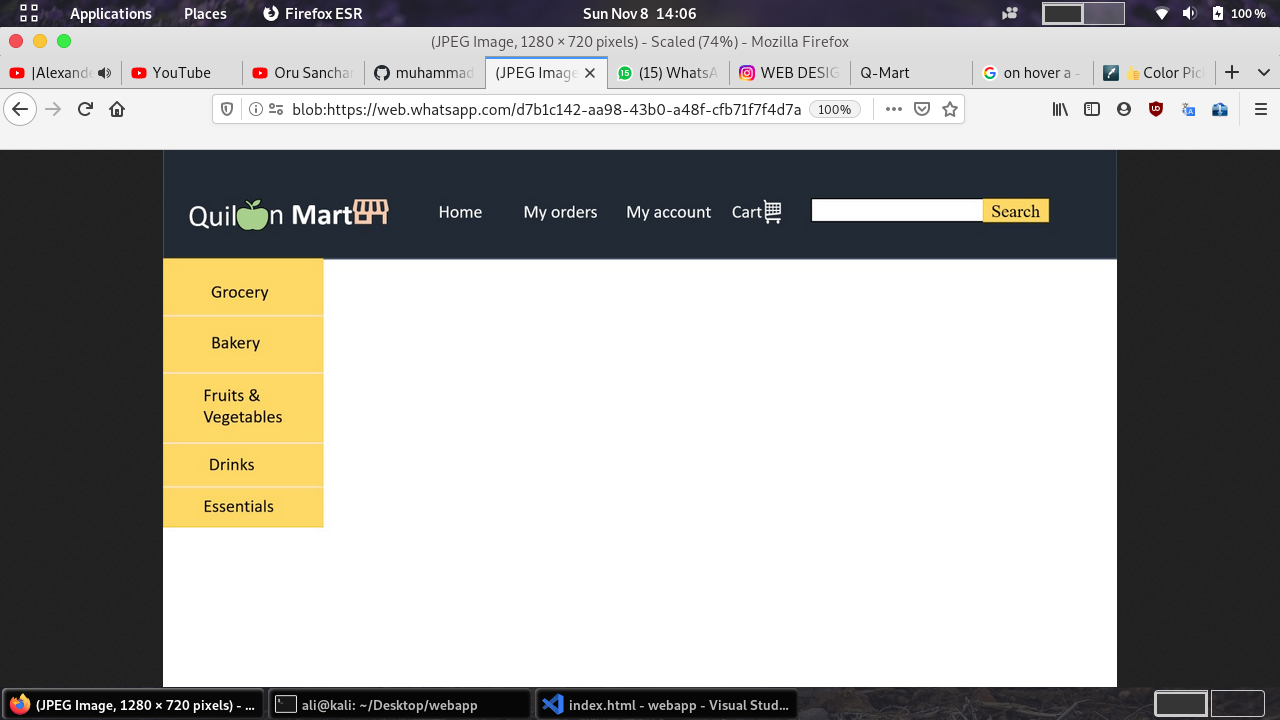 Applications Places Firefox ESR Sun Nov 8 14:06 100 %
(JPEG Image, 1280 × 720 pixels) - Scaled (74%) - Mozilla Firefox
|Alexande YouTube Oru Sanchar muhammad (JPEG Image (15) WhatsA WEB DESIG Q-Mart on hover a - 👍 Color Pic
blob:https://web.whatsapp.com/d7b1c142-aa98-43b0-a48f-cfb71f7f4d7a 100%
Quilon Mart Home My orders My account Cart Search
Grocery
Bakery
Fruits &
Vegetables
Drinks
Essentials
(JPEG Image, 1280 × 720 pixels) - ... ali@kali: ~/Desktop/webapp index.html - webapp - Visual Stud...